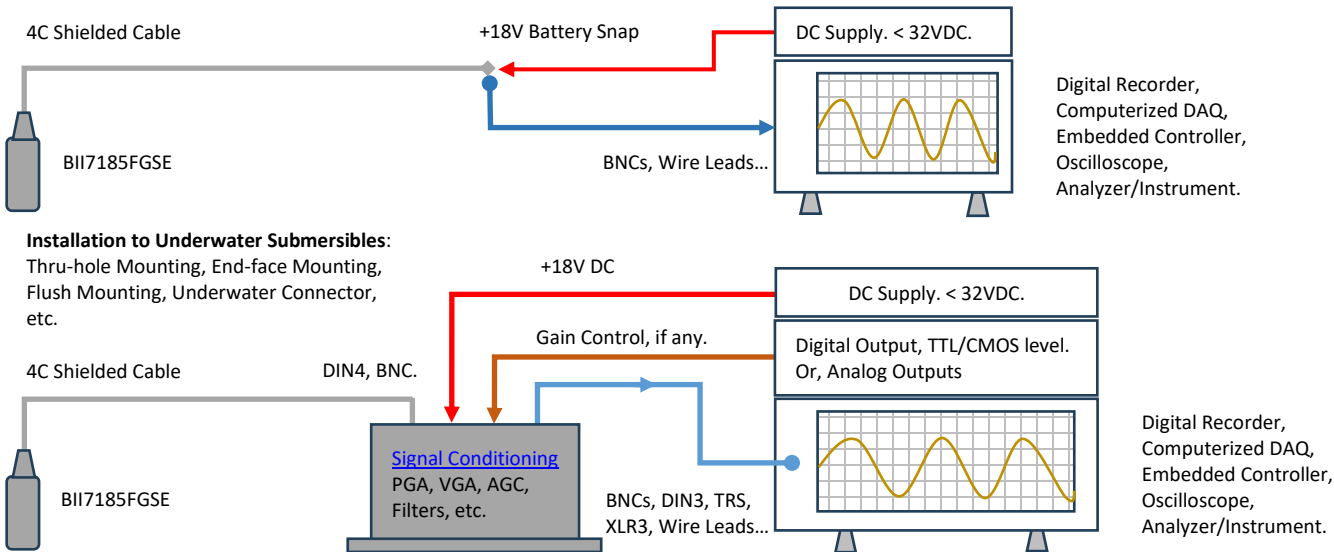 4C Shielded Cable
+18V Battery Snap
DC Supply. < 32VDC.
BII7185FGSE
BNCs, Wire Leads...
Digital Recorder,
Computerized DAQ,
Embedded Controller,
Oscilloscope,
Analyzer/Instrument.
Installation to Underwater Submersibles:
Thru-hole Mounting, End-face Mounting,
Flush Mounting, Underwater Connector,
etc.
+18V DC
DC Supply. < 32VDC.
Gain Control, if any.
Digital Output, TTL/CMOS level.
Or, Analog Outputs
4C Shielded Cable
DIN4, BNC.
BII7185FGSE
Signal Conditioning
PGA, VGA, AGC,
Filters, etc.
BNCs, DIN3, TRS,
XLR3, Wire Leads...
Digital Recorder,
Computerized DAQ,
Embedded Controller,
Oscilloscope,
Analyzer/Instrument.